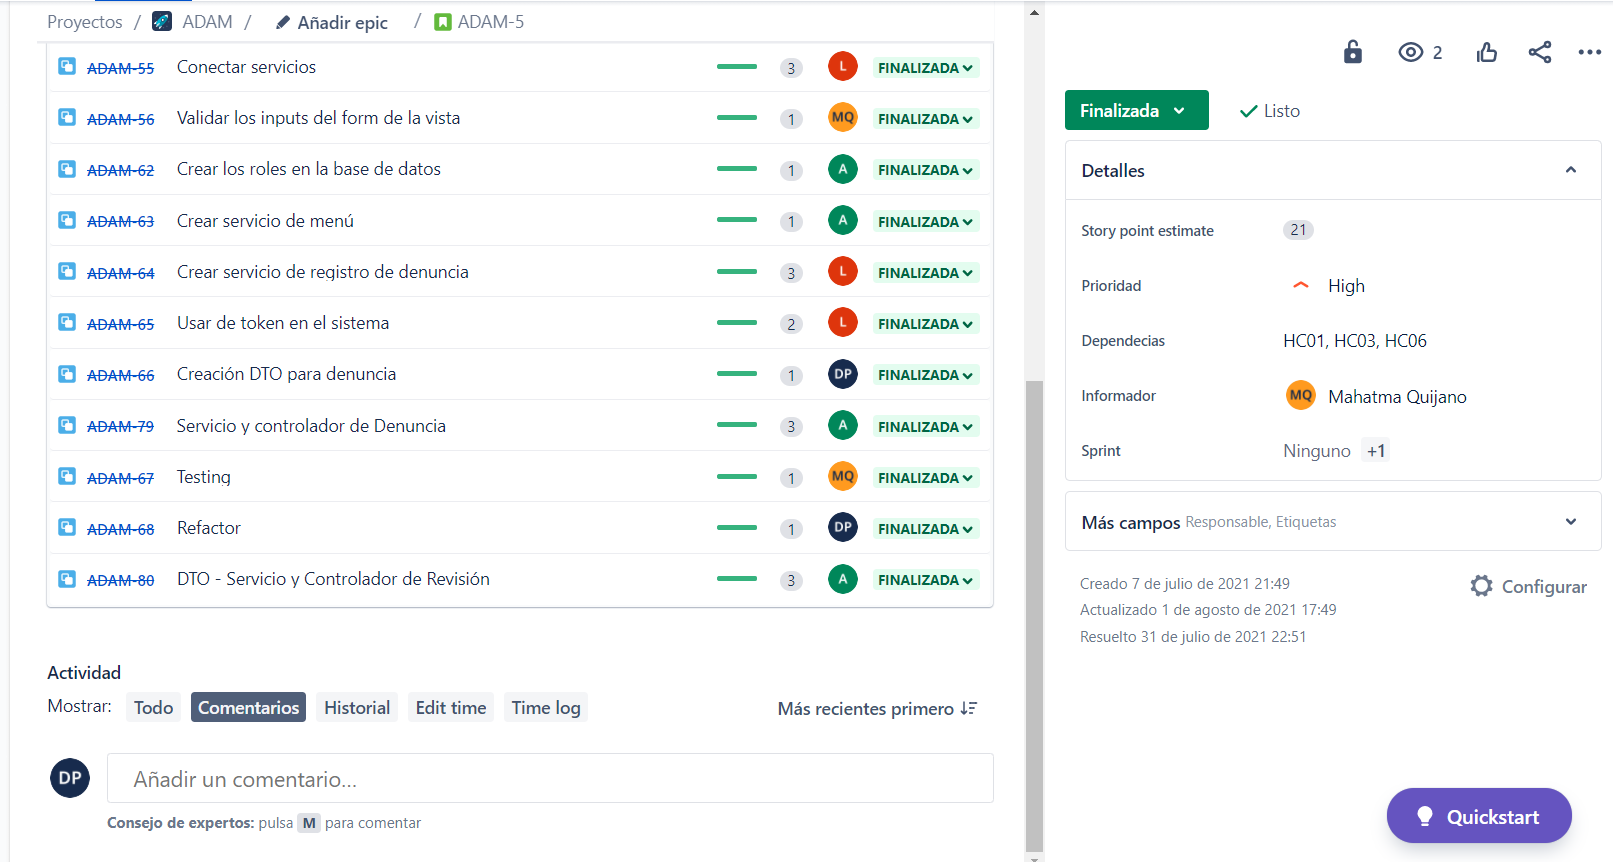 Proyectos / ADAM / Añadir epic / ADAM-5
ADAM-55 Conectar servicios 3 L FINALIZADA
ADAM-56 Validar los inputs del form de la vista 1 MQ FINALIZADA
ADAM-62 Crear los roles en la base de datos 1 A FINALIZADA
ADAM-63 Crear servicio de menú 1 A FINALIZADA
ADAM-64 Crear servicio de registro de denuncia 3 L FINALIZADA
ADAM-65 Usar de token en el sistema 2 L FINALIZADA
ADAM-66 Creación DTO para denuncia 1 DP FINALIZADA
ADAM-79 Servicio y controlador de Denuncia 3 A FINALIZADA
ADAM-67 Testing 1 MQ FINALIZADA
ADAM-68 Refactor 1 DP FINALIZADA
ADAM-80 DTO - Servicio y Controlador de Revisión 3 A FINALIZADA
Actividad
Mostrar: Todo Comentarios Historial Edit time Time log Más recientes primero
DP Añadir un comentario...
Consejo de expertos: pulsa M para comentar
2
Finalizada Listo
Detalles
Story point estimate 21
Prioridad High
Dependecias HC01, HC03, HC06
Informador MQ Mahatma Quijano
Sprint Ninguno +1
Más campos Responsable, Etiquetas
Creado 7 de julio de 2021 21:49
Configurar
Actualizado 1 de agosto de 2021 17:49
Resuelto 31 de julio de 2021 22:51
Quickstart